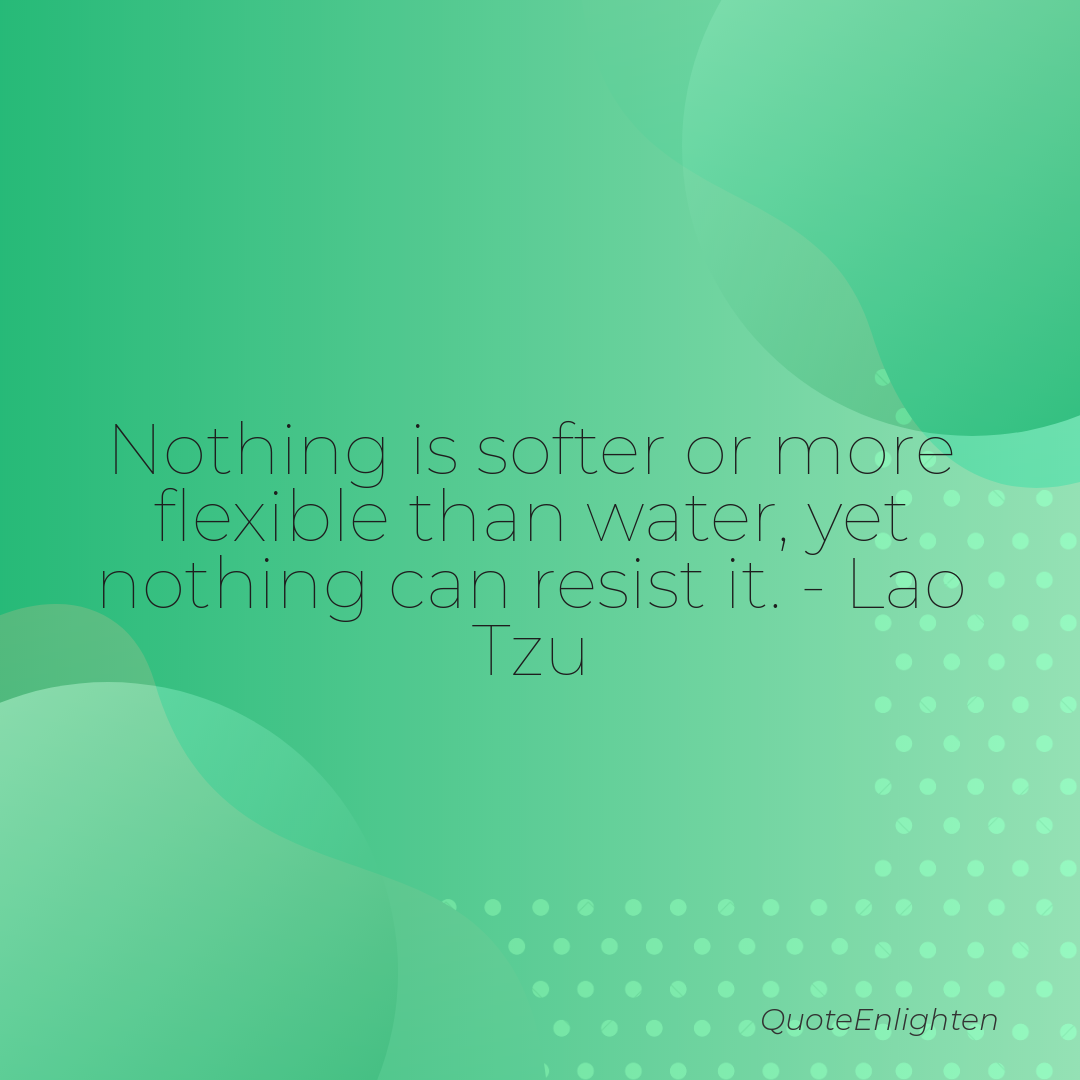 Nothing is softer or more
flexible than water, yet
nothing can resist it. - Lao
Tzu
QuoteEnlighten